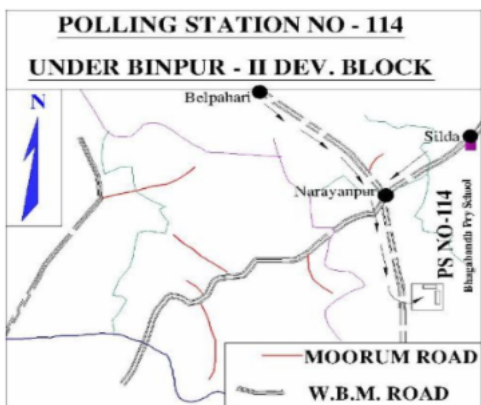 POLLING STATION NO - 114
UNDER BINPUR - II DEV. BLOCK
N
Belpahari
Silda
Narayanpur
PS NO-114
Bhagabandh Pry School
MOORUM ROAD
W.B.M. ROAD